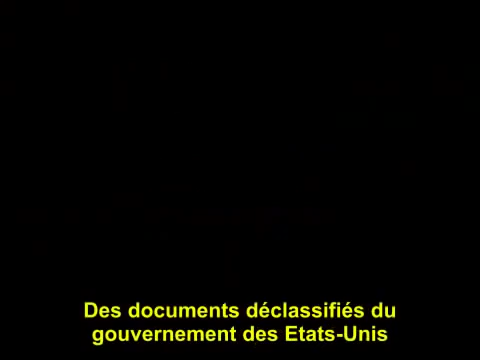 Des documents déclassifiés du
gouvernement des Etats-Unis